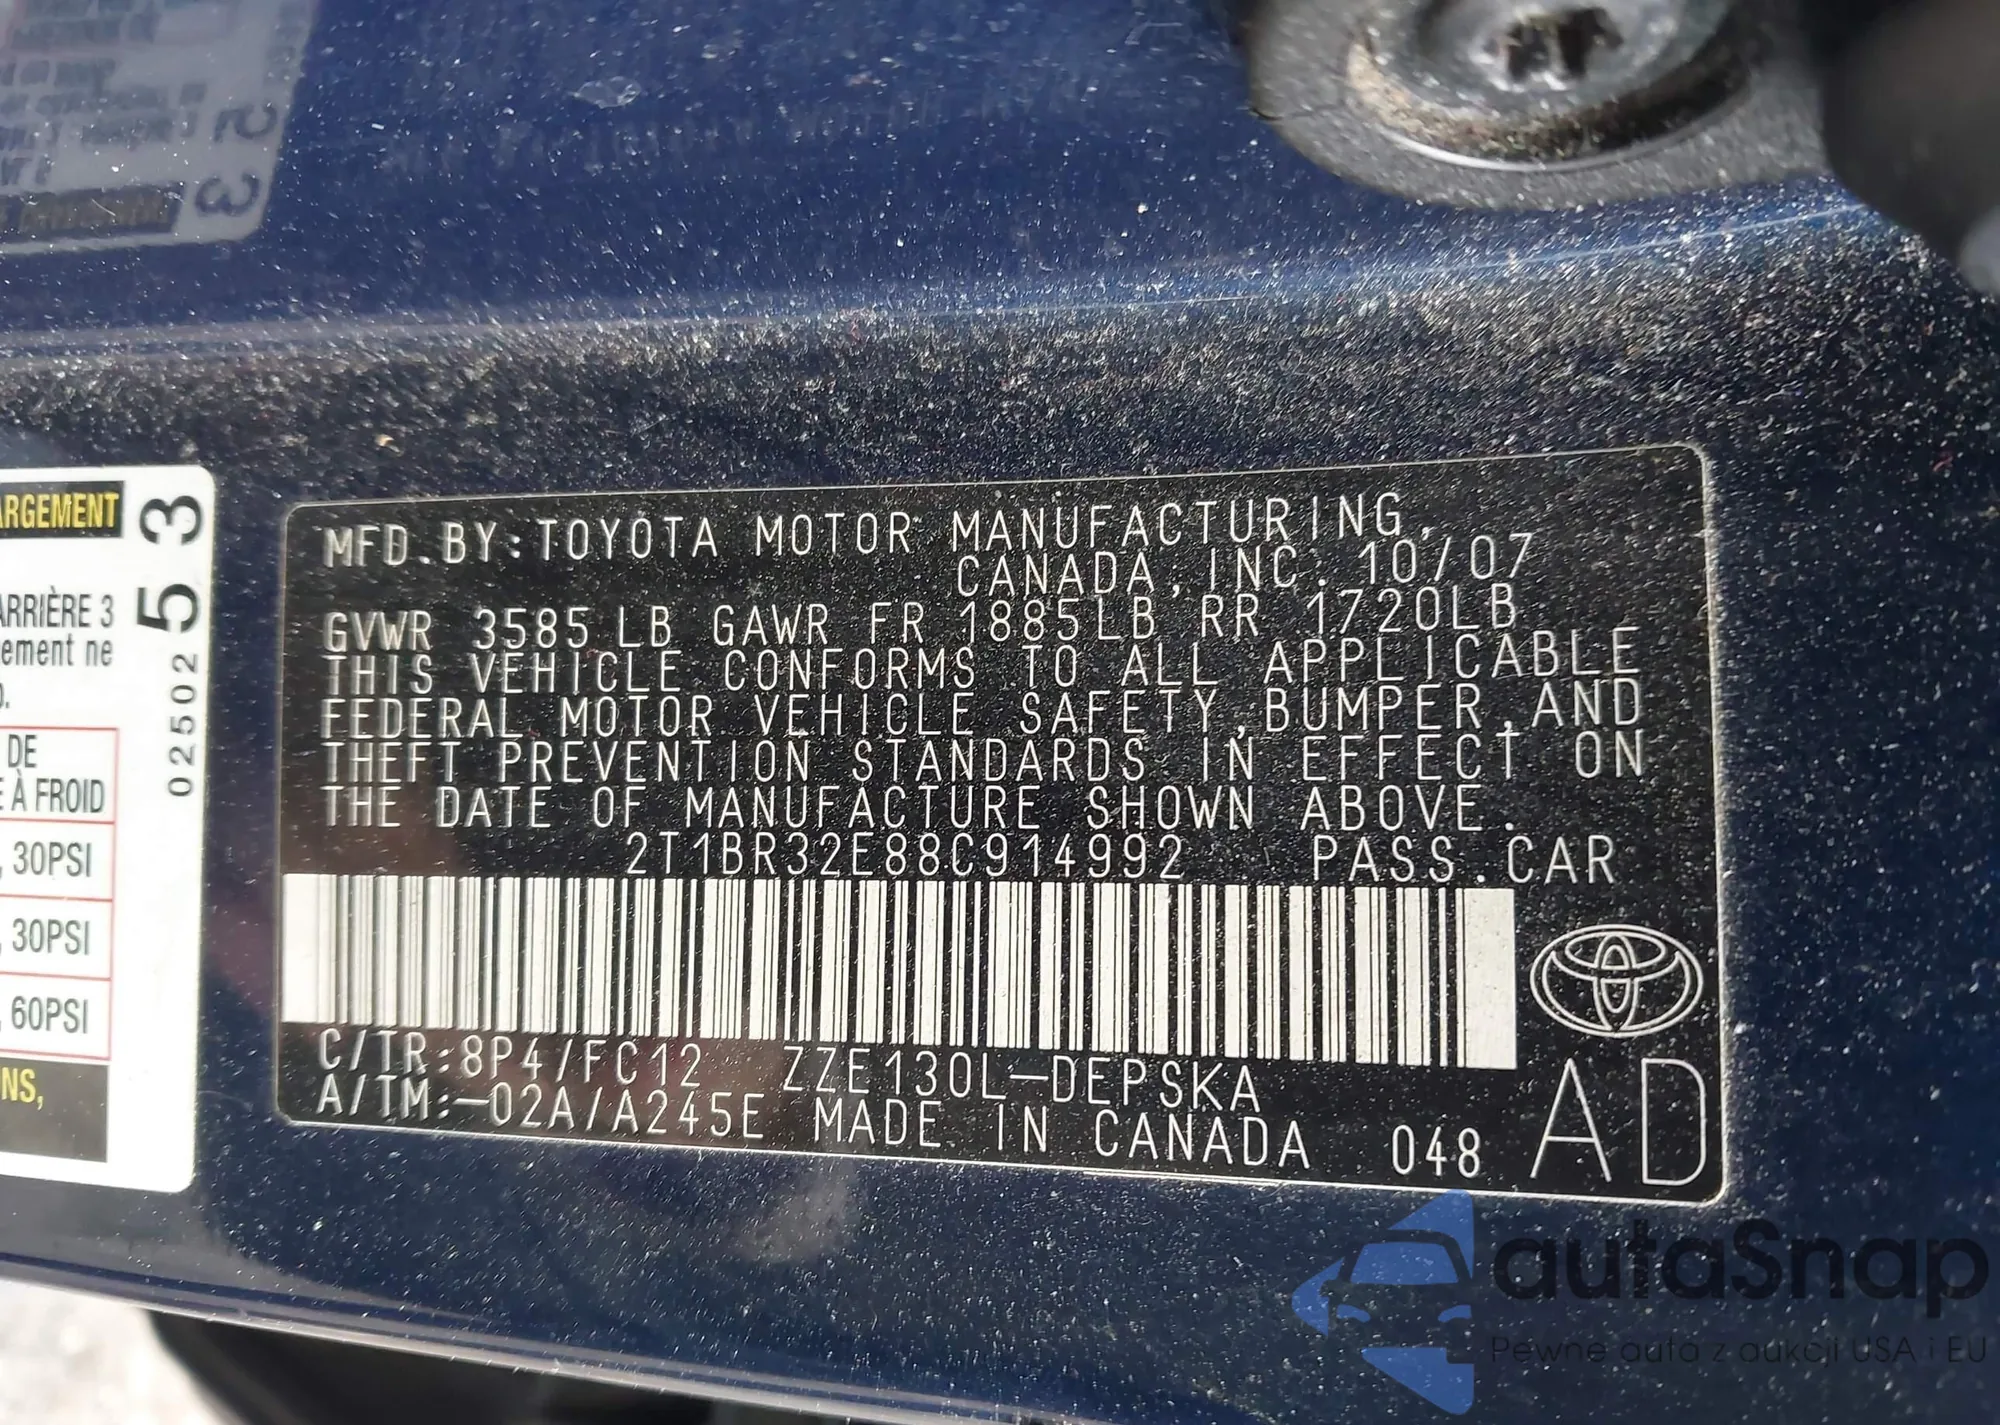 ARGEMENT
ARRIÈRE 3
ement ne
DE
À FROID
, 30PSI
, 30PSI
, 60PSI
NS,
02502 53
MFD.BY:TOYOTA MOTOR MANUFACTURING,
CANADA,INC. 10/07
GVWR 3585LB GAWR FR 1885LB RR 1720LB
THIS VEHICLE CONFORMS TO ALL APPLICABLE
FEDERAL MOTOR VEHICLE SAFETY,BUMPER,AND
THEFT PREVENTION STANDARDS IN EFFECT ON
THE DATE OF MANUFACTURE SHOWN ABOVE.
2T1BR32E88C914992 PASS.CAR
C/TR:8P4/FC12 ZZE130L-DEPSKA
A/TM:-02A/A245E MADE IN CANADA 048
AD
autaSnap
Pewne auta z aukcji USA i EU